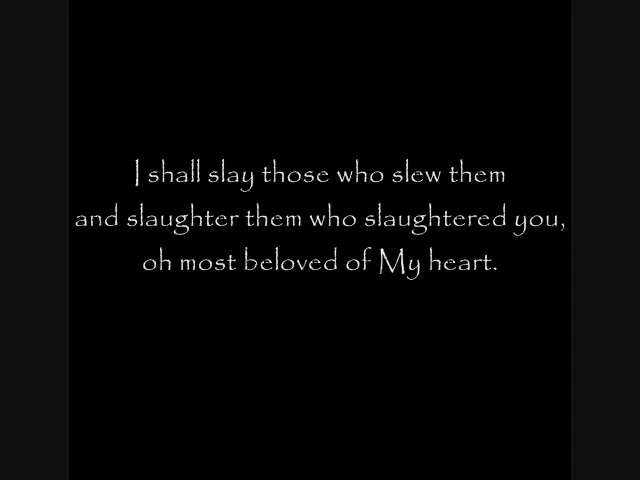 I shall slay those who slew them
and slaughter them who slaughtered you,
oh most beloved of My heart.